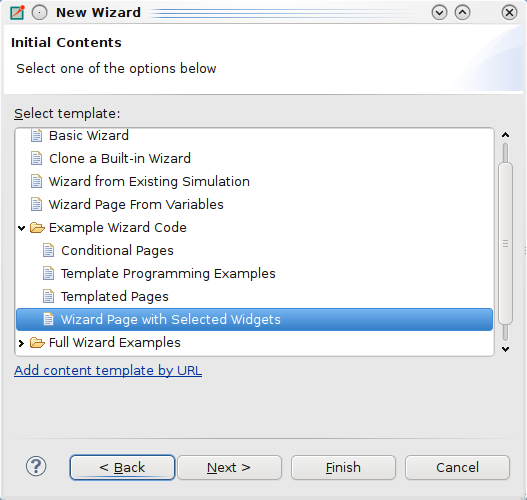 New Wizard
Initial Contents
Select one of the options below
Select template:
Basic Wizard
Clone a Built-in Wizard
Wizard from Existing Simulation
Wizard Page From Variables
Example Wizard Code
Conditional Pages
Template Programming Examples
Templated Pages
Wizard Page with Selected Widgets
Full Wizard Examples
Add content template by URL
? < Back Next > Finish Cancel